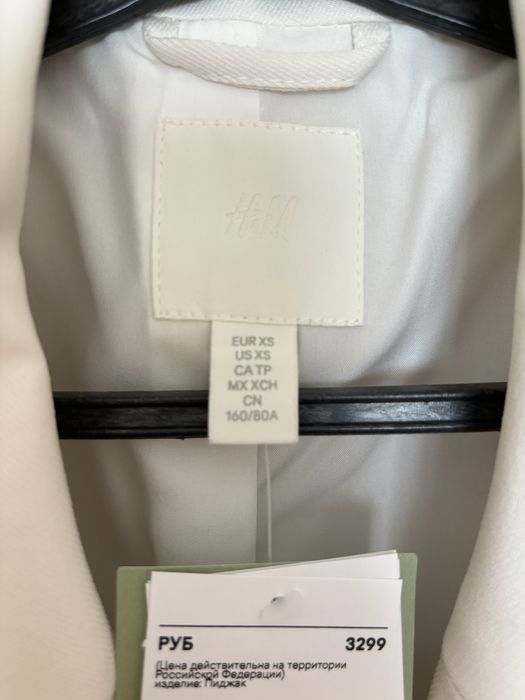 H&M
EUR XS
US XS
CA TP
MX XCH
CN
160/80A
РУБ 3299
(Цена действительна на территории
Российской Федерации)
изделие: Пиджак